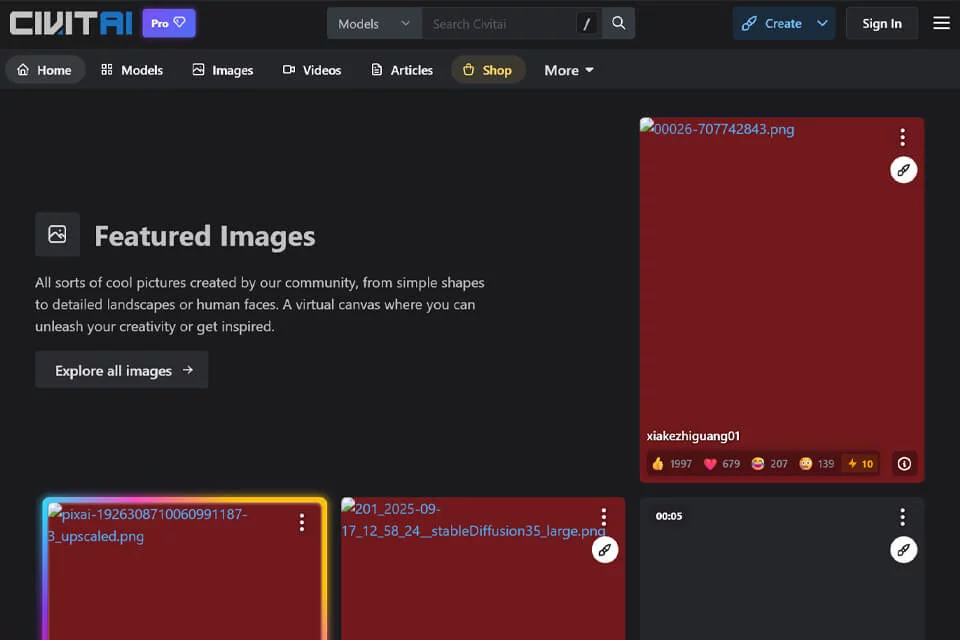 CIVITAI
Pro
Models
Search Civitai
/
Create
Sign In
Home
Models
Images
Videos
Articles
Shop
More
00026-707742843.png
Featured Images
All sorts of cool pictures created by our community, from simple shapes
to detailed landscapes or human faces. A virtual canvas where you can
unleash your creativity or get inspired.
Explore all images
xiakezhiguang01
1997
679
207
139
10
pixai-1926308710060991187-
3_upscaled.png
201_2025-09-
17_12_58_24__stableDiffusion35_large.png
00:05